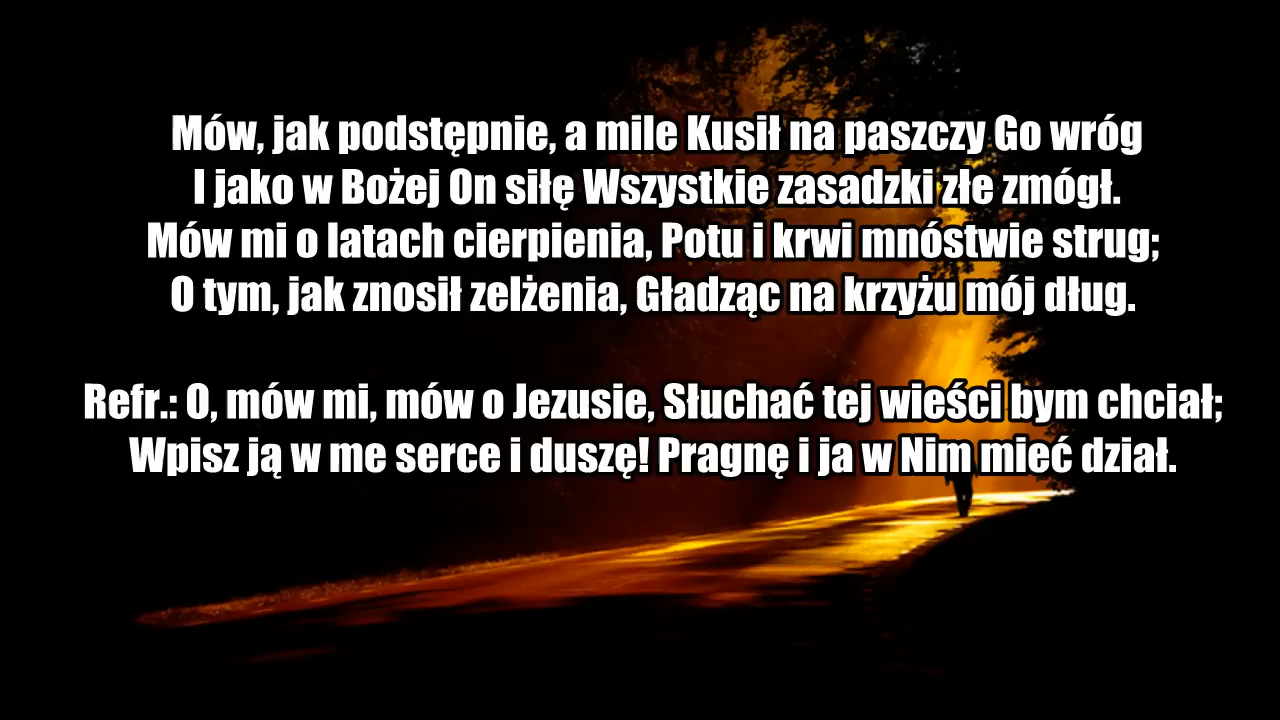 Mów, jak podstępnie, a mile Kusił na paszczy Go wróg
I jako w Bożej On siłę Wszystkie zasadzki złe zmógł.
Mów mi o latach cierpienia, Potu i krwi mnóstwie strug;
O tym, jak znosił zelżenia, Gładząc na krzyżu mój dług.
Refr.: O, mów mi, mów o Jezusie, Słuchać tej wieści bym chciał;
Wpisz ją w me serce i duszę! Pragnę i ja w Nim mieć dział.